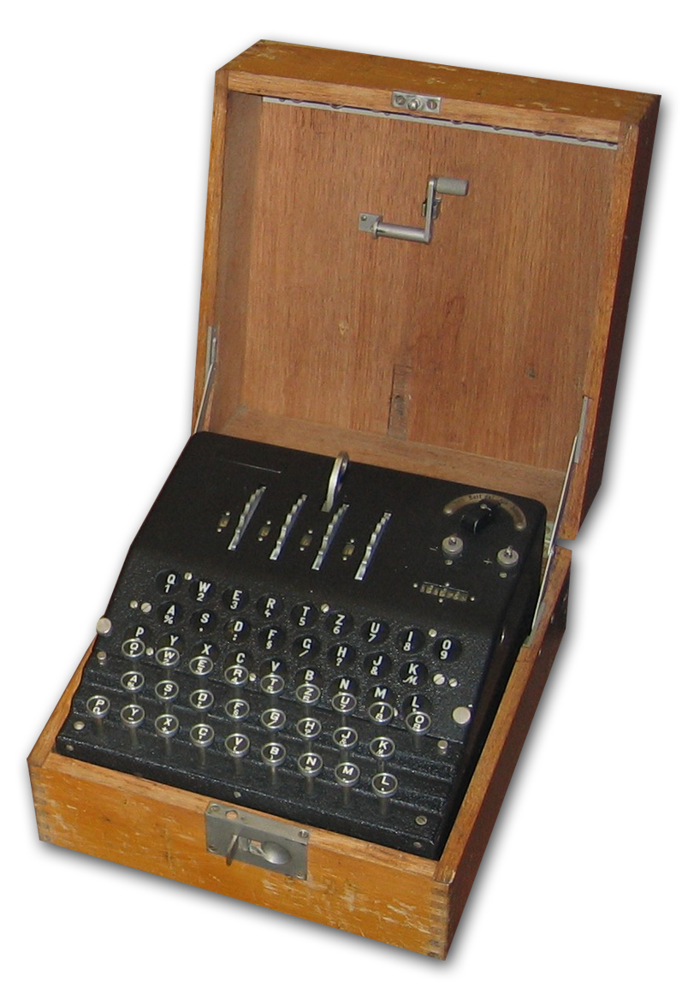 - +
Q W E R T Z U I O
1 2 3 4 5 6 7 8 9
A S D F G H J K
% , : § / ? &
P Y X C V B N M L
Q W E R T Z U I O
A S D F G H J K
P Y X C V B N M L